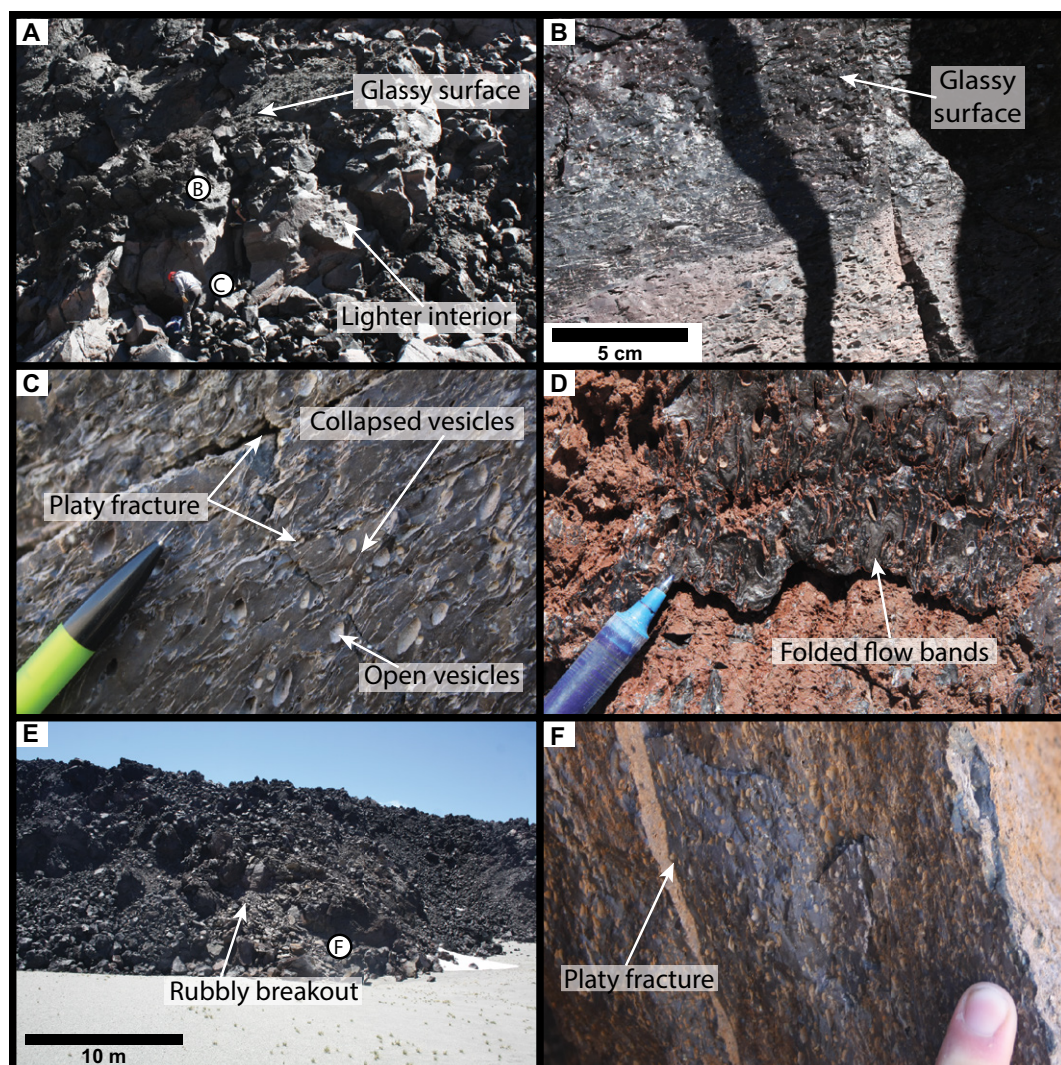 A
Glassy surface
B
C
Lighter interior
B
Glassy
surface
5 cm
C
Collapsed vesicles
Platy fracture
Open vesicles
D
Folded flow bands
E
F
Rubbly breakout
10 m
F
Platy fracture